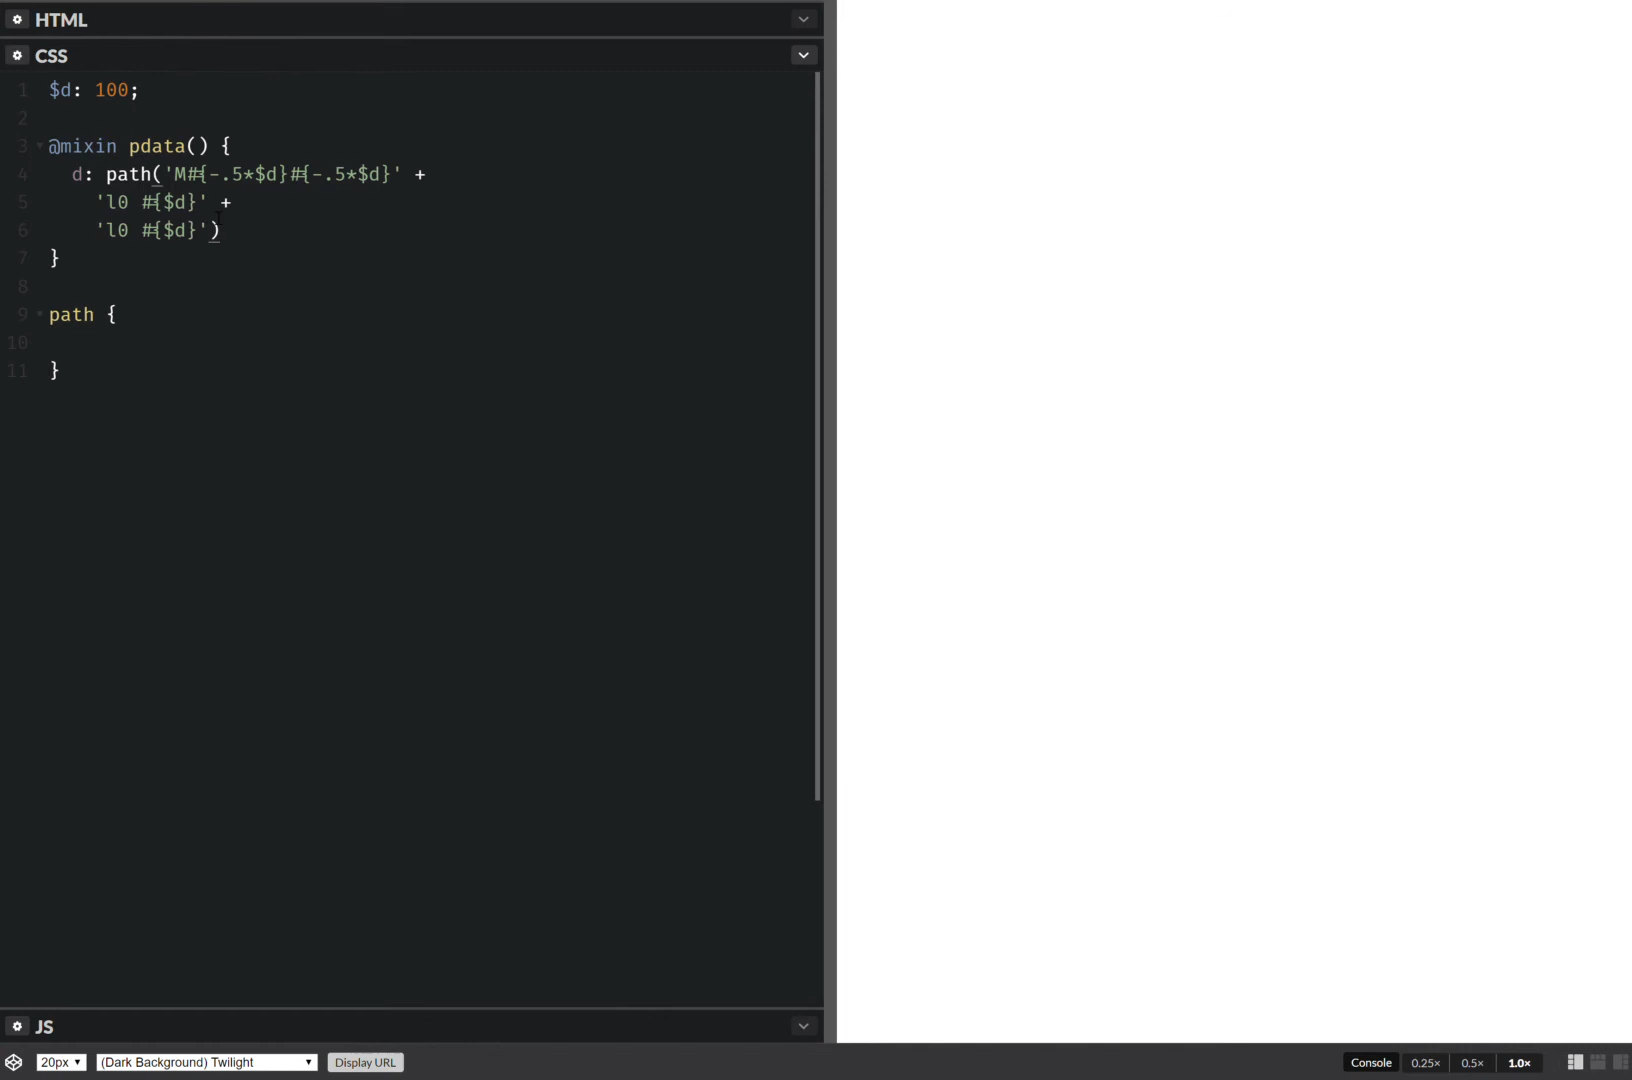 HTML
CSS
1 $d: 100;
2
3 @mixin pdata() {
4 d: path('M#{-.5*$d}#{-.5*$d}' +
5 'l0 #{$d}' +
6 'l0 #{$d}')
7 }
8
9 path {
10
11 }
JS
20px (Dark Background) Twilight Display URL Console 0.25× 0.5× 1.0×